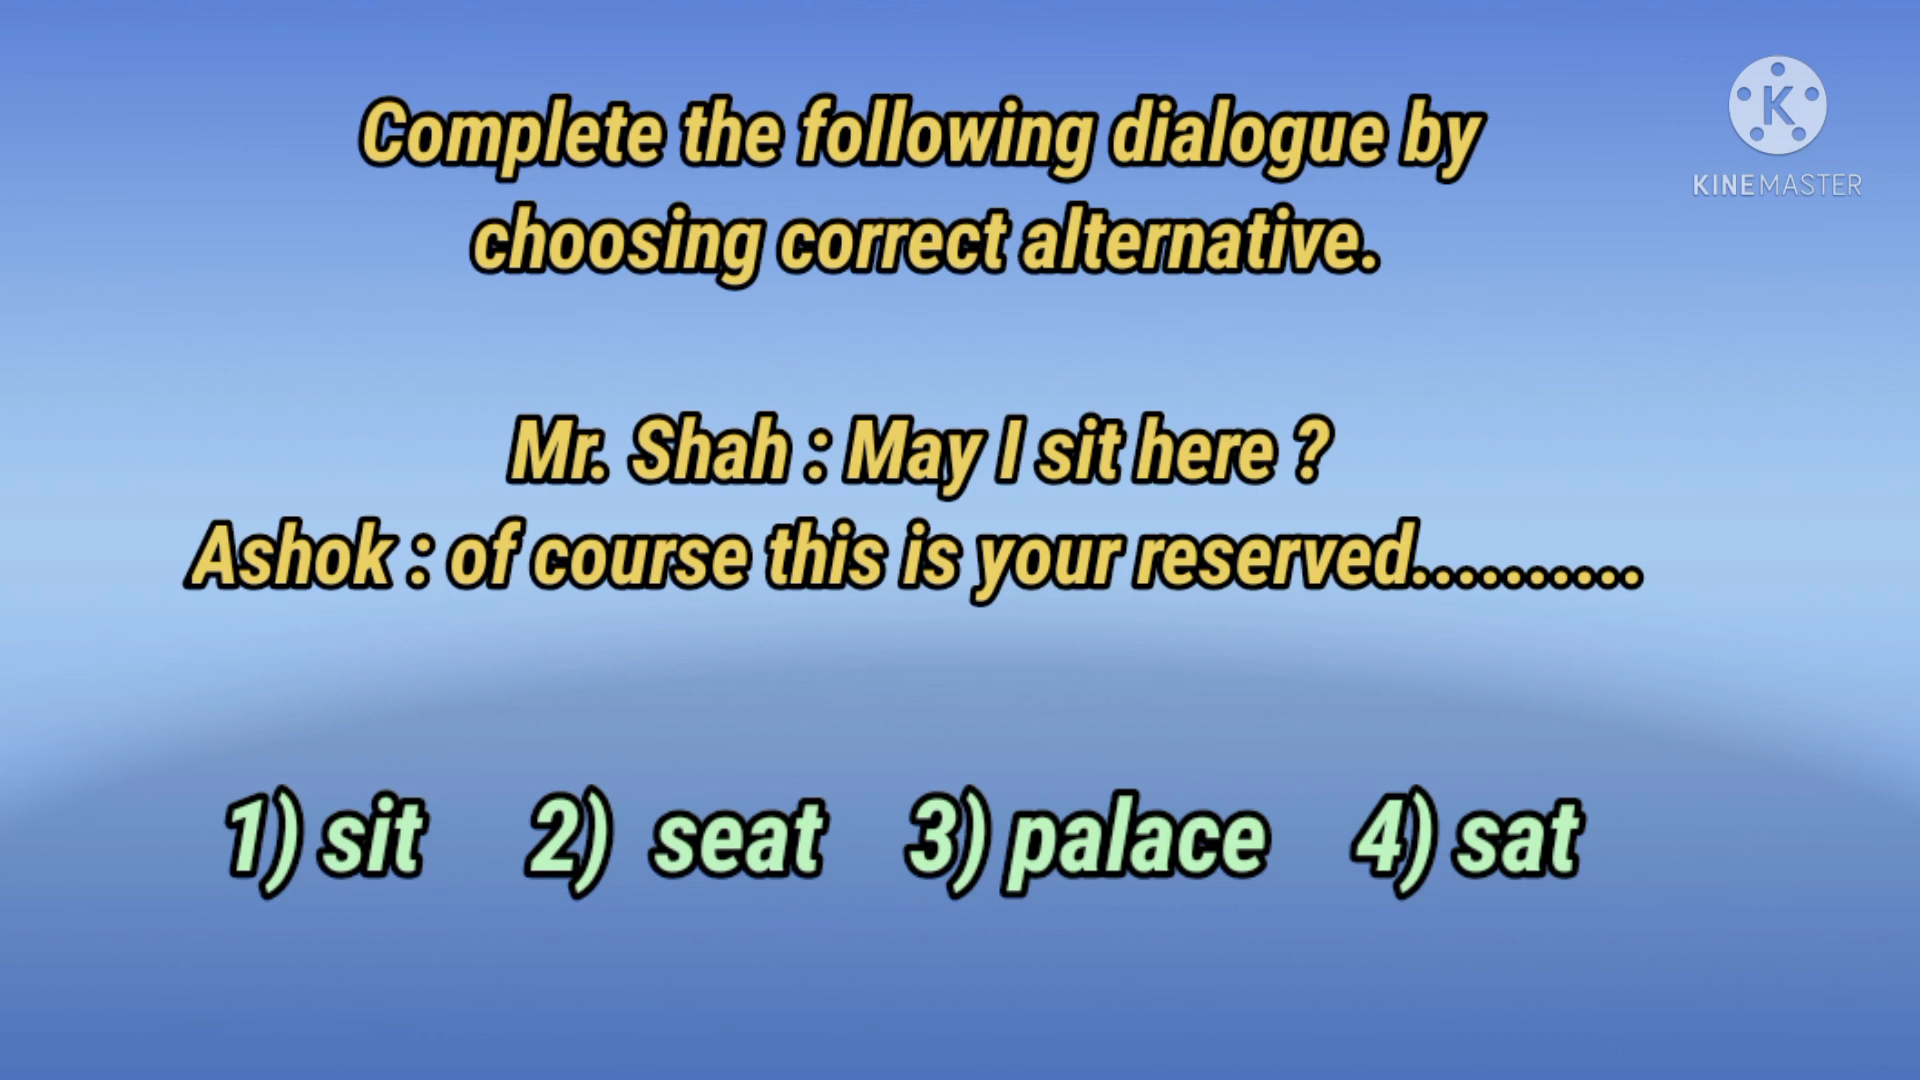 Complete the following dialogue by
choosing correct alternative.
Mr. Shah : May I sit here ?
Ashok : of course this is your reserved..........
1) sit 2) seat 3) palace 4) sat
K
KINEMASTER